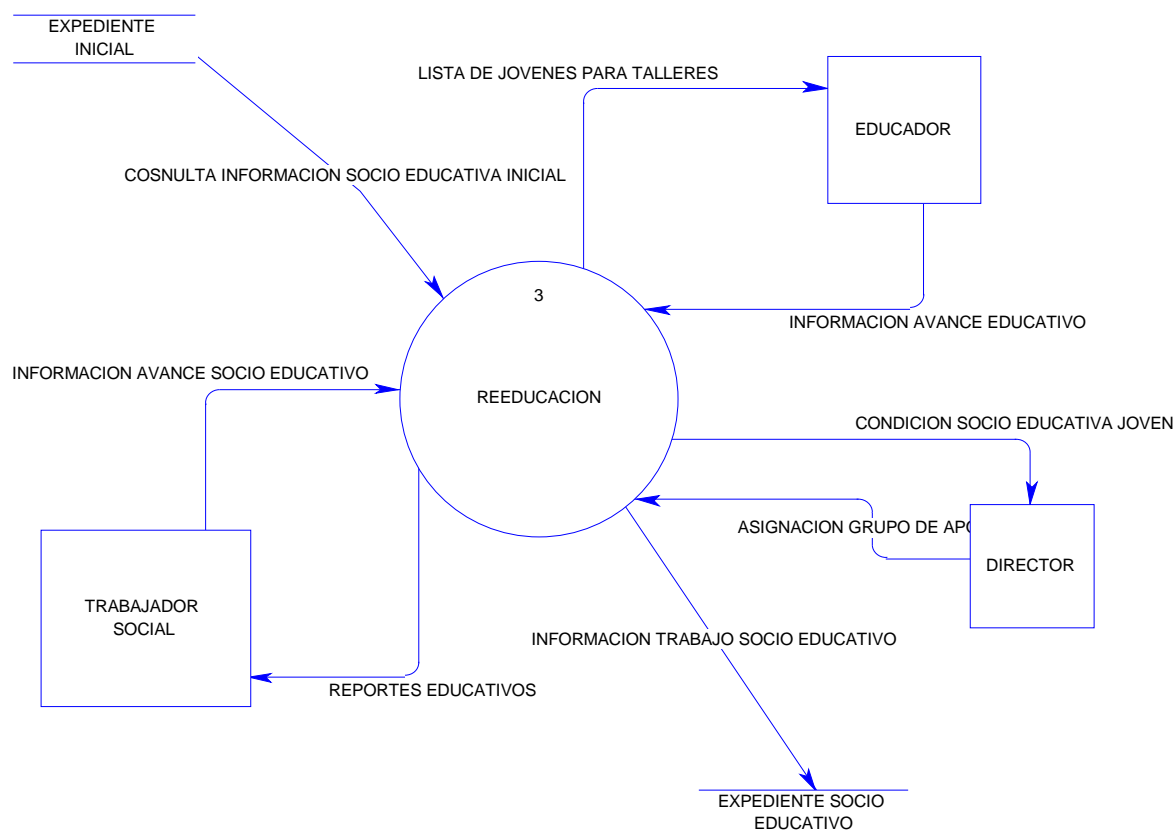 EXPEDIENTE
INICIAL
LISTA DE JOVENES PARA TALLERES
EDUCADOR
COSNULTA INFORMACION SOCIO EDUCATIVA INICIAL
3
INFORMACION AVANCE EDUCATIVO
INFORMACION AVANCE SOCIO EDUCATIVO
REEDUCACION
CONDICION SOCIO EDUCATIVA JOVEN
ASIGNACION GRUPO DE
DIRECTOR
TRABAJADOR
SOCIAL
INFORMACION TRABAJO SOCIO EDUCATIVO
REPORTES EDUCATIVOS
EXPEDIENTE SOCIO
EDUCATIVO